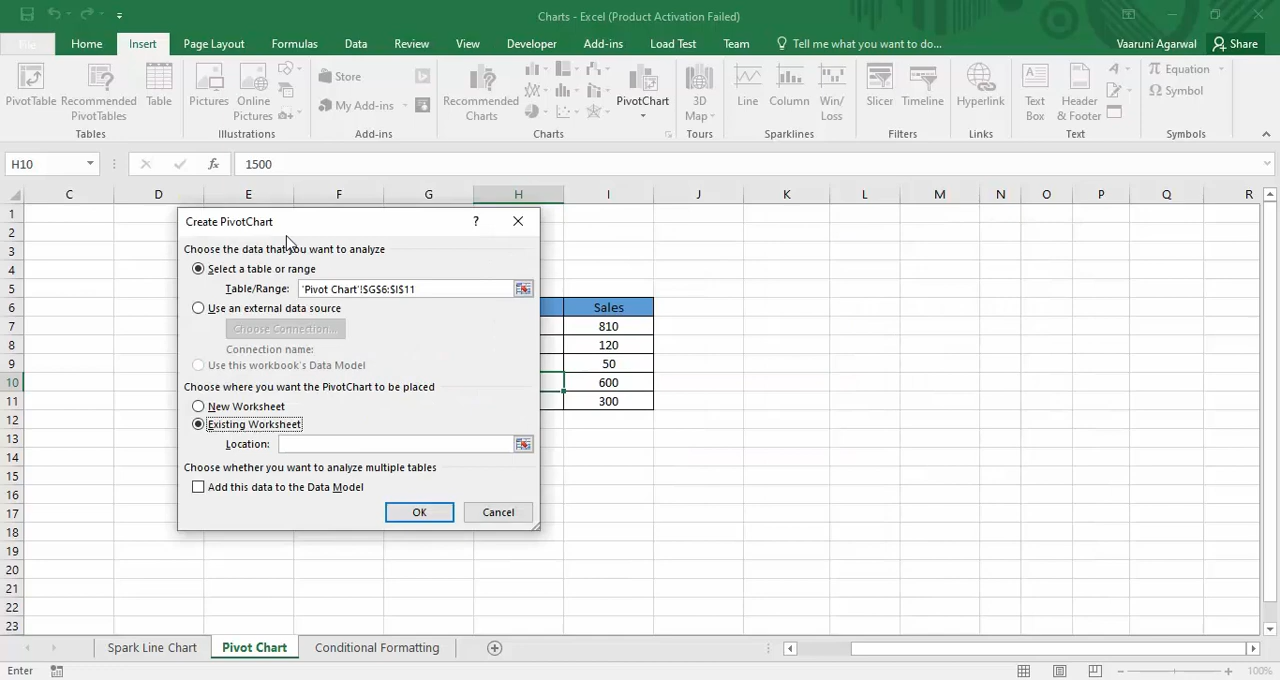 Charts - Excel (Product Activation Failed)
File Home Insert Page Layout Formulas Data Review View Developer Add-ins Load Test Team Tell me what you want to do... Vaaruni Agarwal Share
PivotTable Recommended PivotTables Table Pictures Online Pictures Store My Add-ins Recommended Charts PivotChart 3D Map Line Column Win/ Loss Slicer Timeline Hyperlink Text Box Header & Footer Equation Symbol
Tables Illustrations Add-ins Charts Tours Sparklines Filters Links Text Symbols
H10 fx 1500
C D E F G H I J K L M N O P Q R
1
2
3
4
5
6 Sales
7 810
8 120
9 50
10 600
11 300
12
13
14
15
16
17
18
19
20
21
22
23
Create PivotChart ?
Choose the data that you want to analyze
Select a table or range
Table/Range: 'Pivot Chart'!$G$6:$I$11
Use an external data source
Choose Connection...
Connection name:
Use this workbook's Data Model
Choose where you want the PivotChart to be placed
New Worksheet
Existing Worksheet
Location:
Choose whether you want to analyze multiple tables
Add this data to the Data Model
OK Cancel
Spark Line Chart Pivot Chart Conditional Formatting
Enter 100%